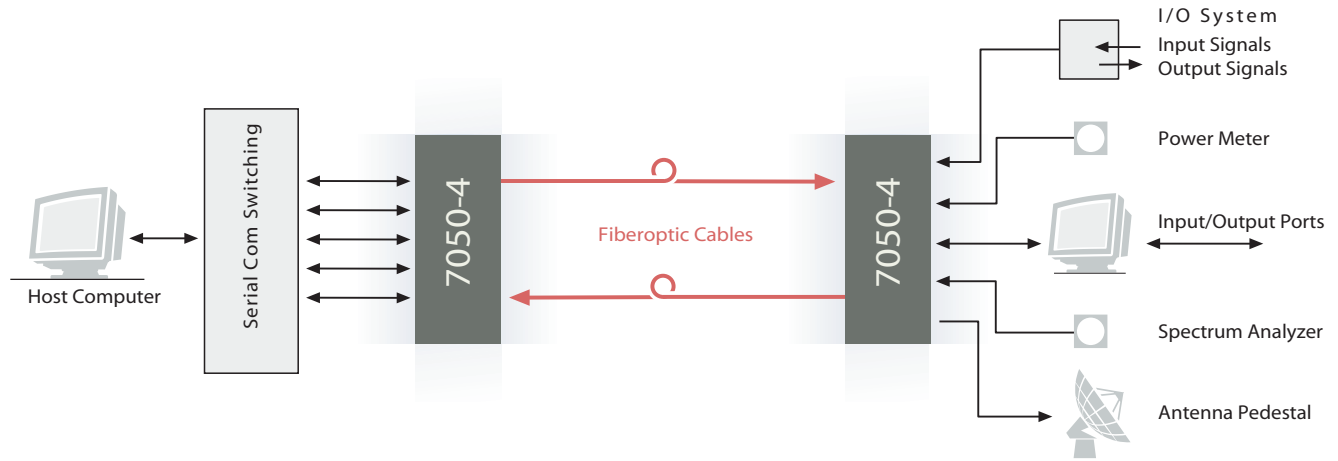 Host Computer
Serial Com Switching
7050-4
Fiberoptic Cables
7050-4
I/O System
Input Signals
Output Signals
Power Meter
Input/Output Ports
Spectrum Analyzer
Antenna Pedestal